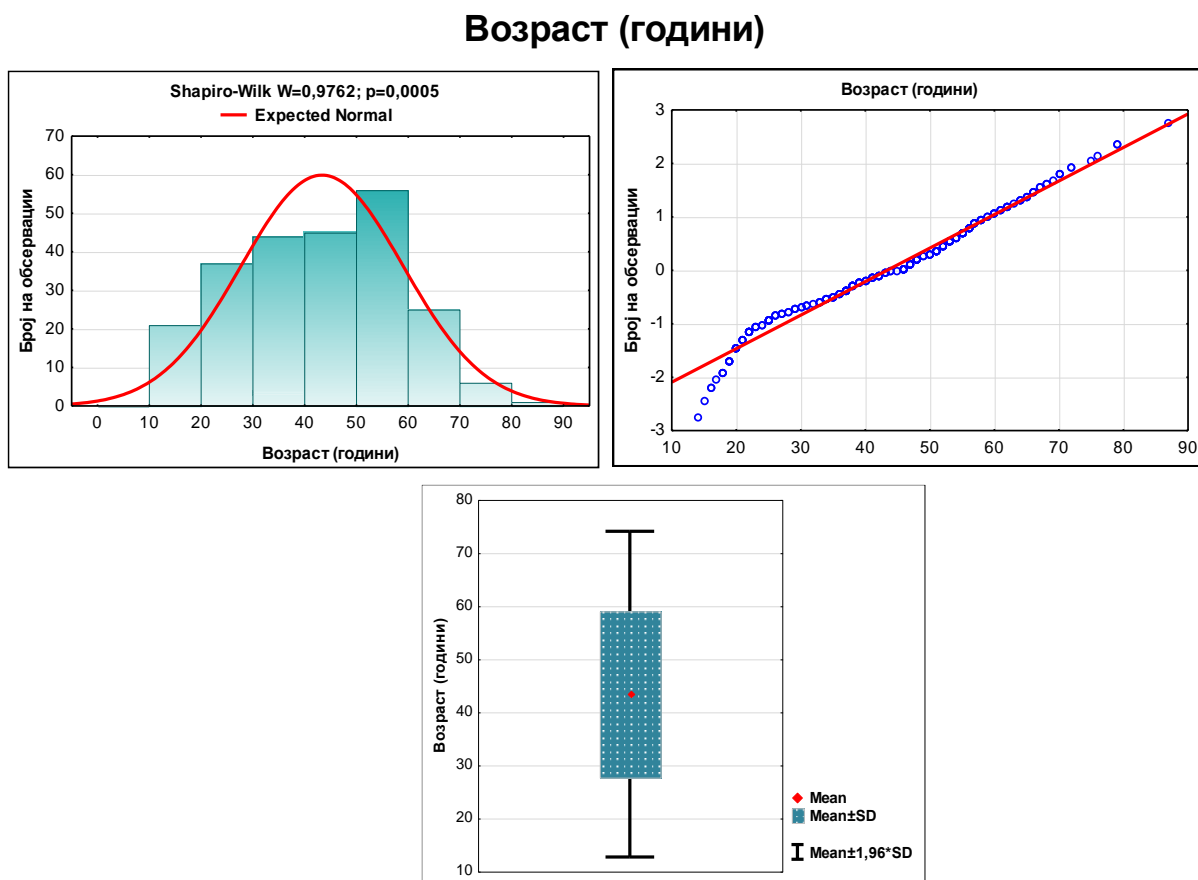 Возраст (години)
Shapiro-Wilk W=0,9762; p=0,0005
Expected Normal
Број на обсервации
70
60
50
40
30
20
10
0
0 10 20 30 40 50 60 70 80 90
Возраст (години)
Возраст (години)
Број на обсервации
3
2
1
0
-1
-2
-3
10 20 30 40 50 60 70 80 90
Возраст (години)
80
70
60
50
40
30
20
10
Mean
Mean±SD
Mean±1,96*SD